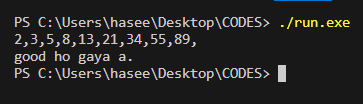 PS C:\Users\hasee\Desktop\CODES> ./run.exe
2,3,5,8,13,21,34,55,89,
good ho gaya a.
PS C:\Users\hasee\Desktop\CODES>